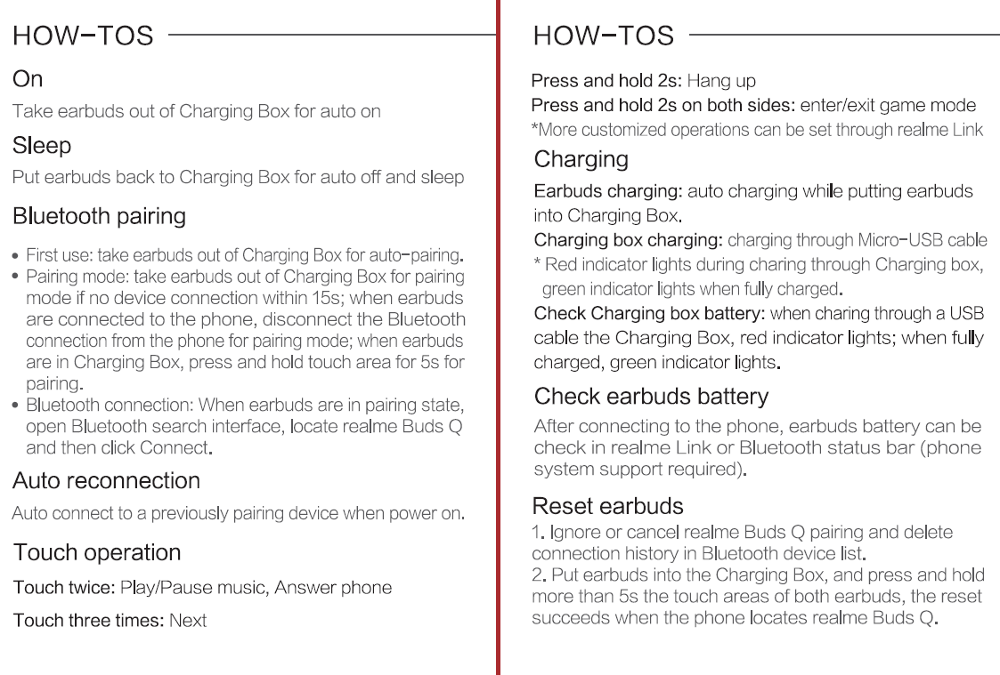 HOW-TOS
On
Take earbuds out of Charging Box for auto on
Sleep
Put earbuds back to Charging Box for auto off and sleep
Bluetooth pairing
• First use: take earbuds out of Charging Box for auto-pairing.
• Pairing mode: take earbuds out of Charging Box for pairing
mode if no device connection within 15s; when earbuds
are connected to the phone, disconnect the Bluetooth
connection from the phone for pairing mode; when earbuds
are in Charging Box, press and hold touch area for 5s for
pairing.
• Bluetooth connection: When earbuds are in pairing state,
open Bluetooth search interface, locate realme Buds Q
and then click Connect.
Auto reconnection
Auto connect to a previously pairing device when power on.
Touch operation
Touch twice: Play/Pause music, Answer phone
Touch three times: Next
HOW-TOS
Press and hold 2s: Hang up
Press and hold 2s on both sides: enter/exit game mode
*More customized operations can be set through realme Link
Charging
Earbuds charging: auto charging while putting earbuds
into Charging Box.
Charging box charging: charging through Micro-USB cable
* Red indicator lights during charing through Charging box,
green indicator lights when fully charged.
Check Charging box battery: when charing through a USB
cable the Charging Box, red indicator lights; when fully
charged, green indicator lights.
Check earbuds battery
After connecting to the phone, earbuds battery can be
check in realme Link or Bluetooth status bar (phone
system support required).
Reset earbuds
1. Ignore or cancel realme Buds Q pairing and delete
connection history in Bluetooth device list.
2. Put earbuds into the Charging Box, and press and hold
more than 5s the touch areas of both earbuds, the reset
succeeds when the phone locates realme Buds Q.